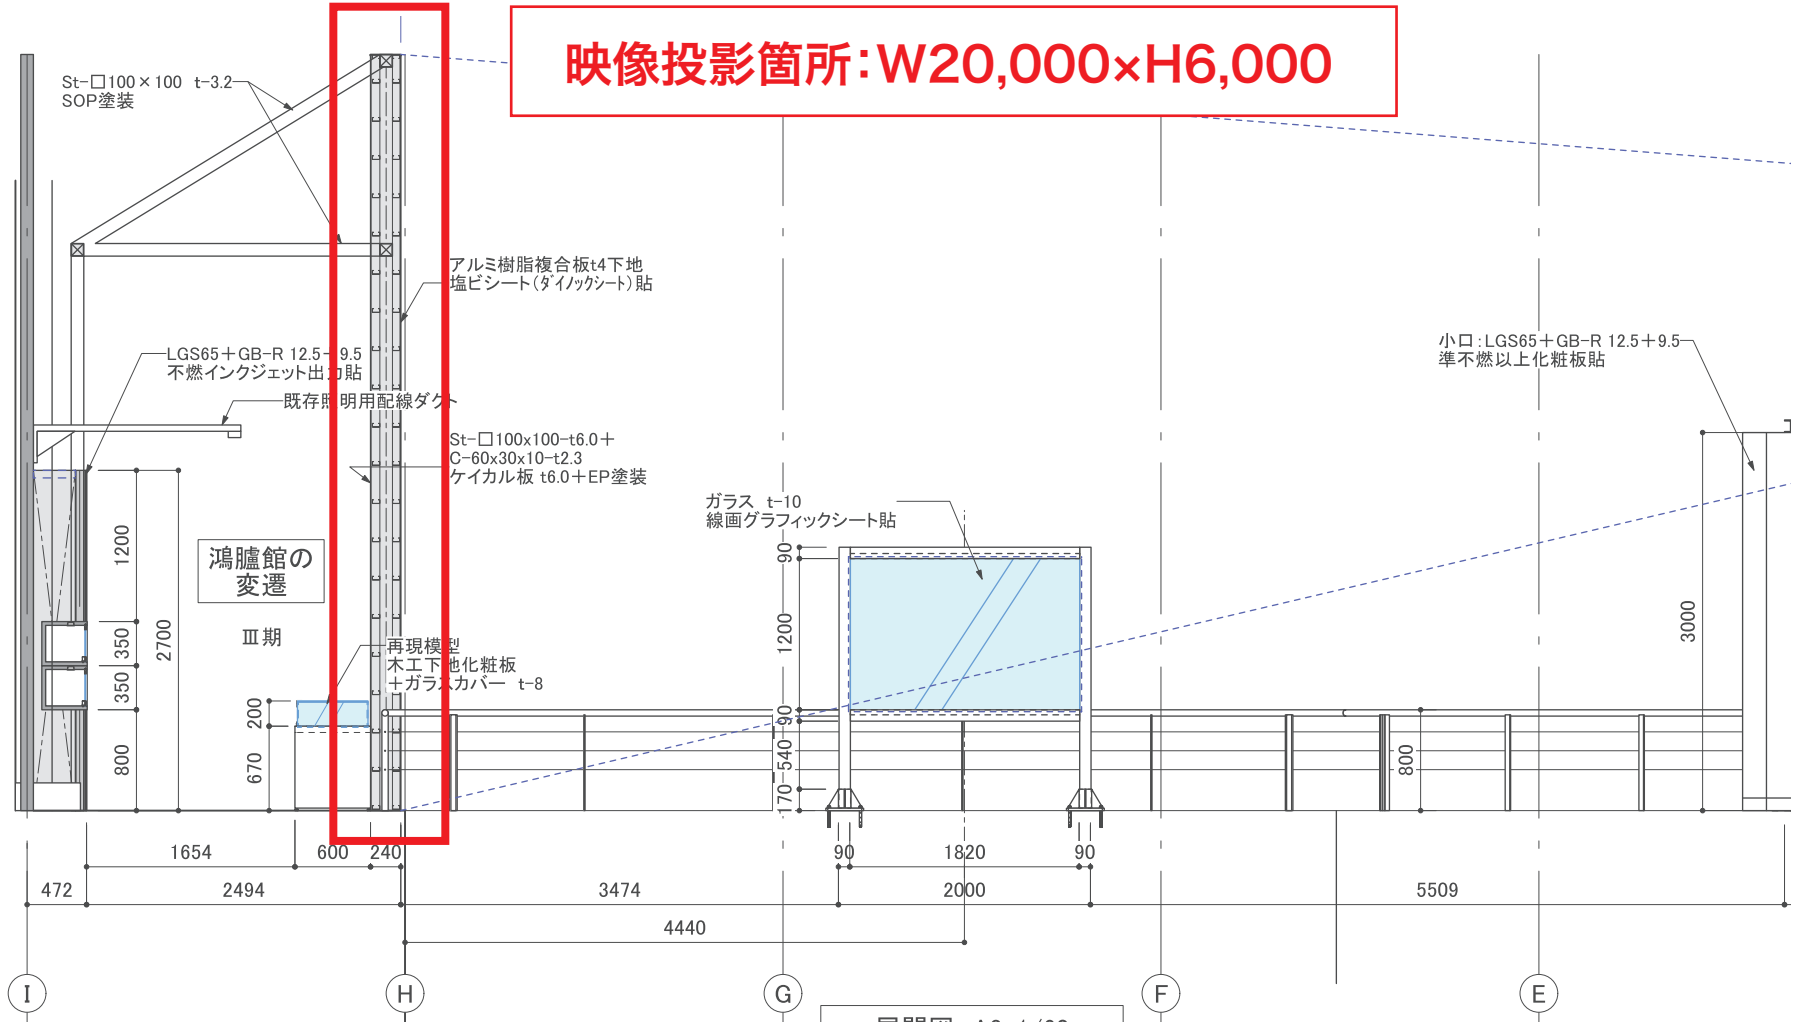 映像投影箇所：W20,000×H6,000
St-□100×100 t-3.2
SOP塗装
アルミ樹脂複合板t4下地
塩ビシート(ダイノックシート)貼
LGS65＋GB-R 12.5＋9.5
不燃インクジェット出力貼
既存照明用配線ダクト
小口：LGS65＋GB-R 12.5＋9.5
準不燃以上化粧板貼
St-□100x100-t6.0＋
C-60x30x10-t2.3
ケイカル板 t6.0＋EP塗装
ガラス t-10
線画グラフィックシート貼
鴻臚館の
変遷
Ⅲ期
再現模型
木工下地化粧板
＋ガラスカバー t-8
1200
350
350
800
2700
200
670
90
1200
90
540
170
800
3000
1654
600
240
90
1820
90
472
2494
3474
2000
5509
4440
I
H
G
F
E